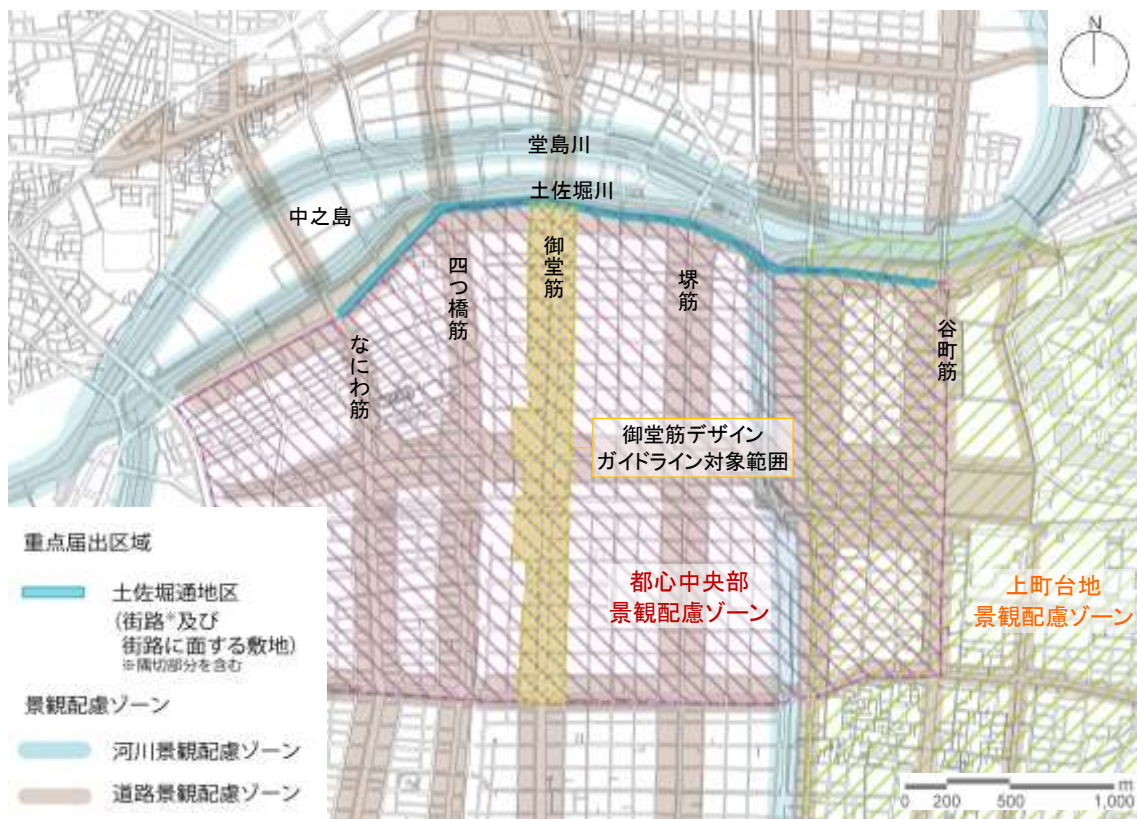 N
堂島川
土佐堀川
中之島
御堂筋
四つ橋筋
堺筋
なにわ筋
谷町筋
御堂筋デザイン
ガイドライン対象範囲
都心中央部
景観配慮ゾーン
上町台地
景観配慮ゾーン
重点届出区域
土佐堀通地区
(街路*及び
街路に面する敷地)
※隅切部分を含む
景観配慮ゾーン
河川景観配慮ゾーン
道路景観配慮ゾーン
m
0 200 500 1,000